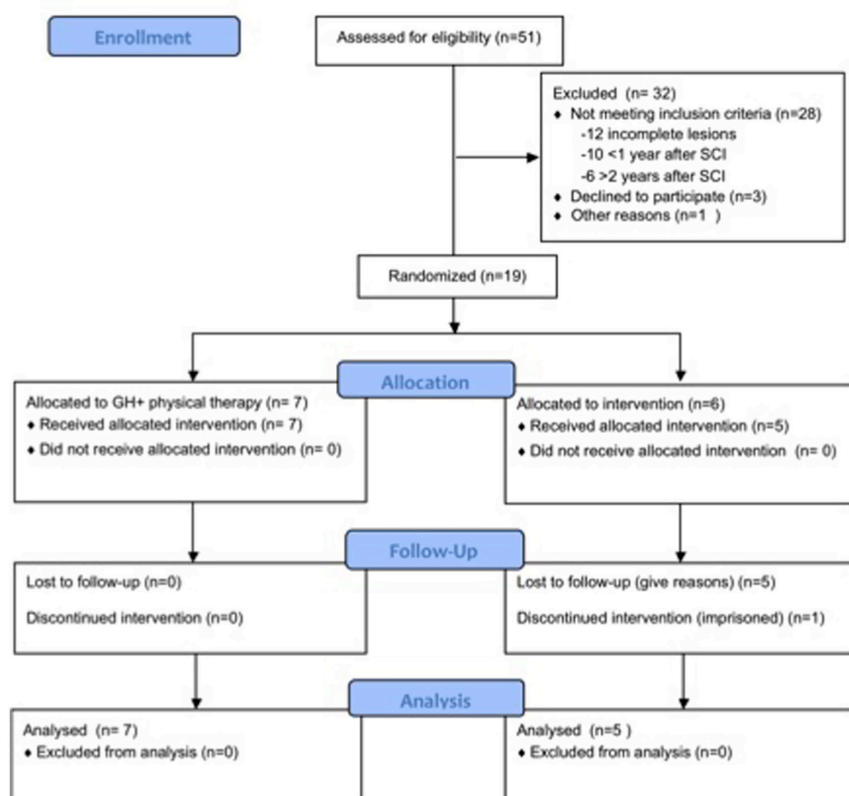 Enrollment
Assessed for eligibility (n=51)
Excluded (n= 32)
♦ Not meeting inclusion criteria (n=28)
-12 incomplete lesions
-10 <1 year after SCI
-6 >2 years after SCI
♦ Declined to participate (n=3)
♦ Other reasons (n=1 )
Randomized (n=19)
Allocation
Allocated to GH+ physical therapy (n= 7)
♦ Received allocated intervention (n= 7)
♦ Did not receive allocated intervention (n= 0)
Allocated to intervention (n=6)
♦ Received allocated intervention (n=5)
♦ Did not receive allocated intervention (n= 0)
Follow-Up
Lost to follow-up (n=0)
Discontinued intervention (n=0)
Lost to follow-up (give reasons) (n=5)
Discontinued intervention (imprisoned) (n=1)
Analysis
Analysed (n= 7)
♦ Excluded from analysis (n=0)
Analysed (n=5 )
♦ Excluded from analysis (n=0)